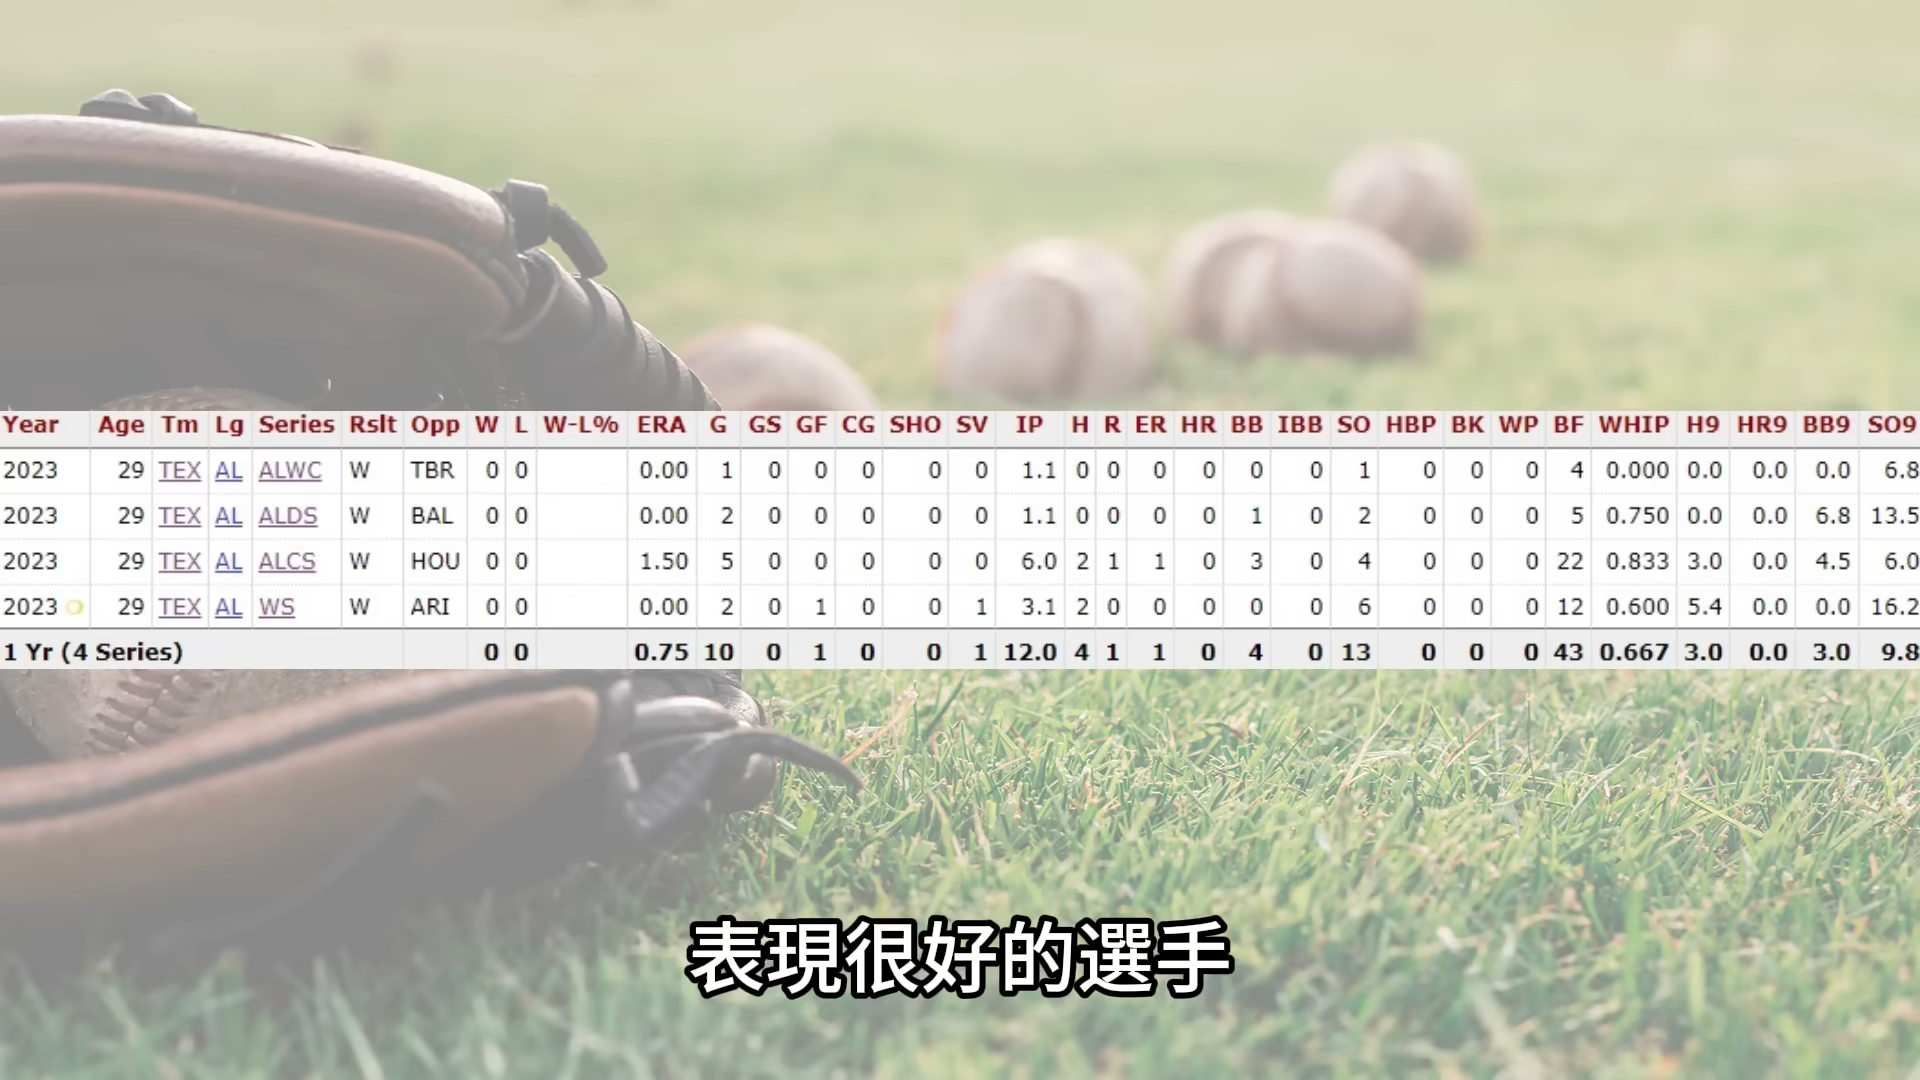 Year Age Tm Lg Series Rslt Opp W L W-L% ERA G GS GF CG SHO SV IP H R ER HR BB IBB SO HBP BK WP BF WHIP H9 HR9 BB9 SO9
2023 29 TEX AL ALWC W TBR 0 0 0.00 1 0 0 0 0 0 1.1 0 0 0 0 0 0 1 0 0 0 4 0.000 0.0 0.0 0.0 6.8
2023 29 TEX AL ALDS W BAL 0 0 0.00 2 0 0 0 0 0 1.1 0 0 0 0 1 0 2 0 0 0 5 0.750 0.0 0.0 6.8 13.5
2023 29 TEX AL ALCS W HOU 0 0 1.50 5 0 0 0 0 0 6.0 2 1 1 0 3 0 4 0 0 0 22 0.833 3.0 0.0 4.5 6.0
2023 29 TEX AL WS W ARI 0 0 0.00 2 0 1 0 0 1 3.1 2 0 0 0 0 0 6 0 0 0 12 0.600 5.4 0.0 0.0 16.2
1 Yr (4 Series) 0 0 0.75 10 0 1 0 0 1 12.0 4 1 1 0 4 0 13 0 0 0 43 0.667 3.0 0.0 3.0 9.8
表現很好的選手